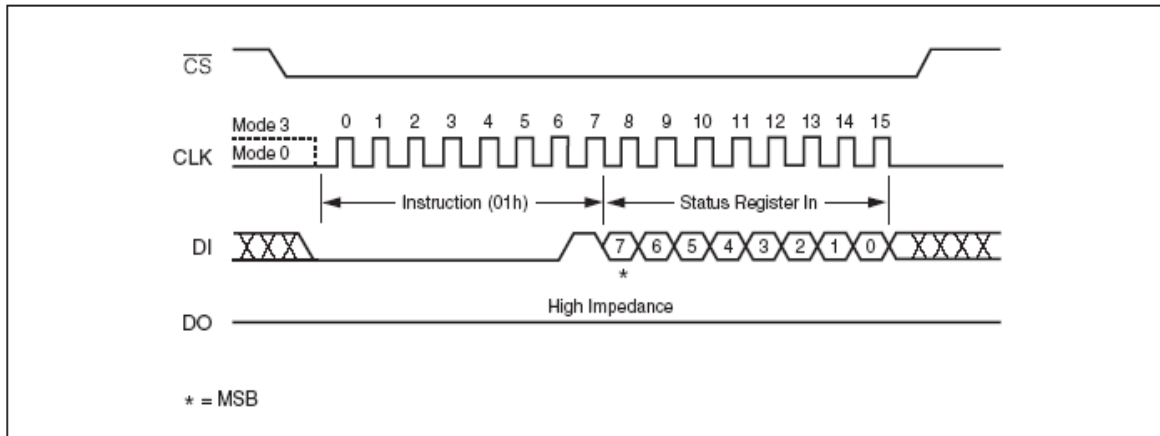 CS
Mode 3
0 1 2 3 4 5 6 7 8 9 10 11 12 13 14 15
Mode 0
CLK
Instruction (01h)
Status Register In
DI
7 6 5 4 3 2 1 0
*
High Impedance
DO
* = MSB